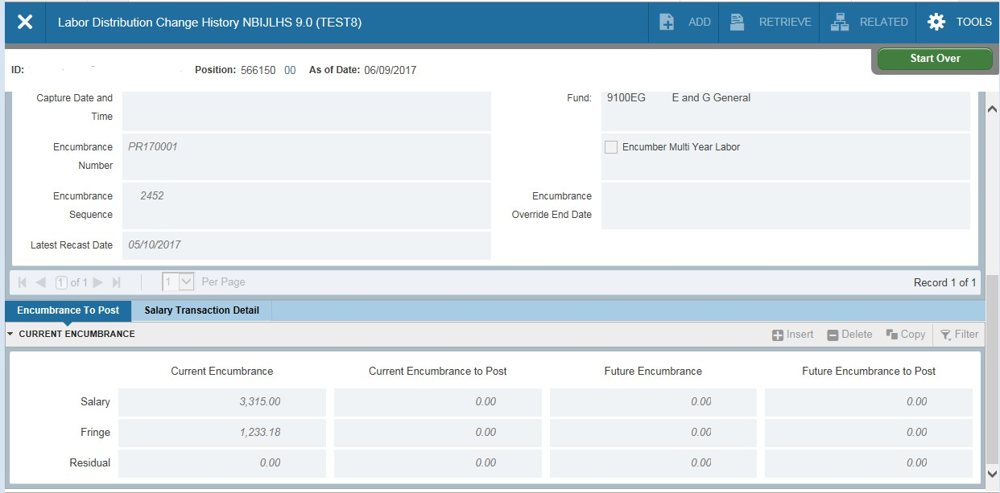 Labor Distribution Change History NBIJLHS 9.0 (TEST8)
ADD
RETRIEVE
RELATED
TOOLS
Start Over
ID:
Position: 566150 00 As of Date: 06/09/2017
Capture Date and
Time
Fund: 9100EG E and G General
Encumbrance
Number
PR170001
Encumber Multi Year Labor
Encumbrance
Sequence
2452
Encumbrance
Override End Date
Latest Recast Date 05/10/2017
1 of 1
1 Per Page
Record 1 of 1
Encumbrance To Post
Salary Transaction Detail
CURRENT ENCUMBRANCE
Insert
Delete
Copy
Filter
Current Encumbrance Current Encumbrance to Post Future Encumbrance Future Encumbrance to Post
Salary 3,315.00 0.00 0.00 0.00
Fringe 1,233.18 0.00 0.00 0.00
Residual 0.00 0.00 0.00 0.00